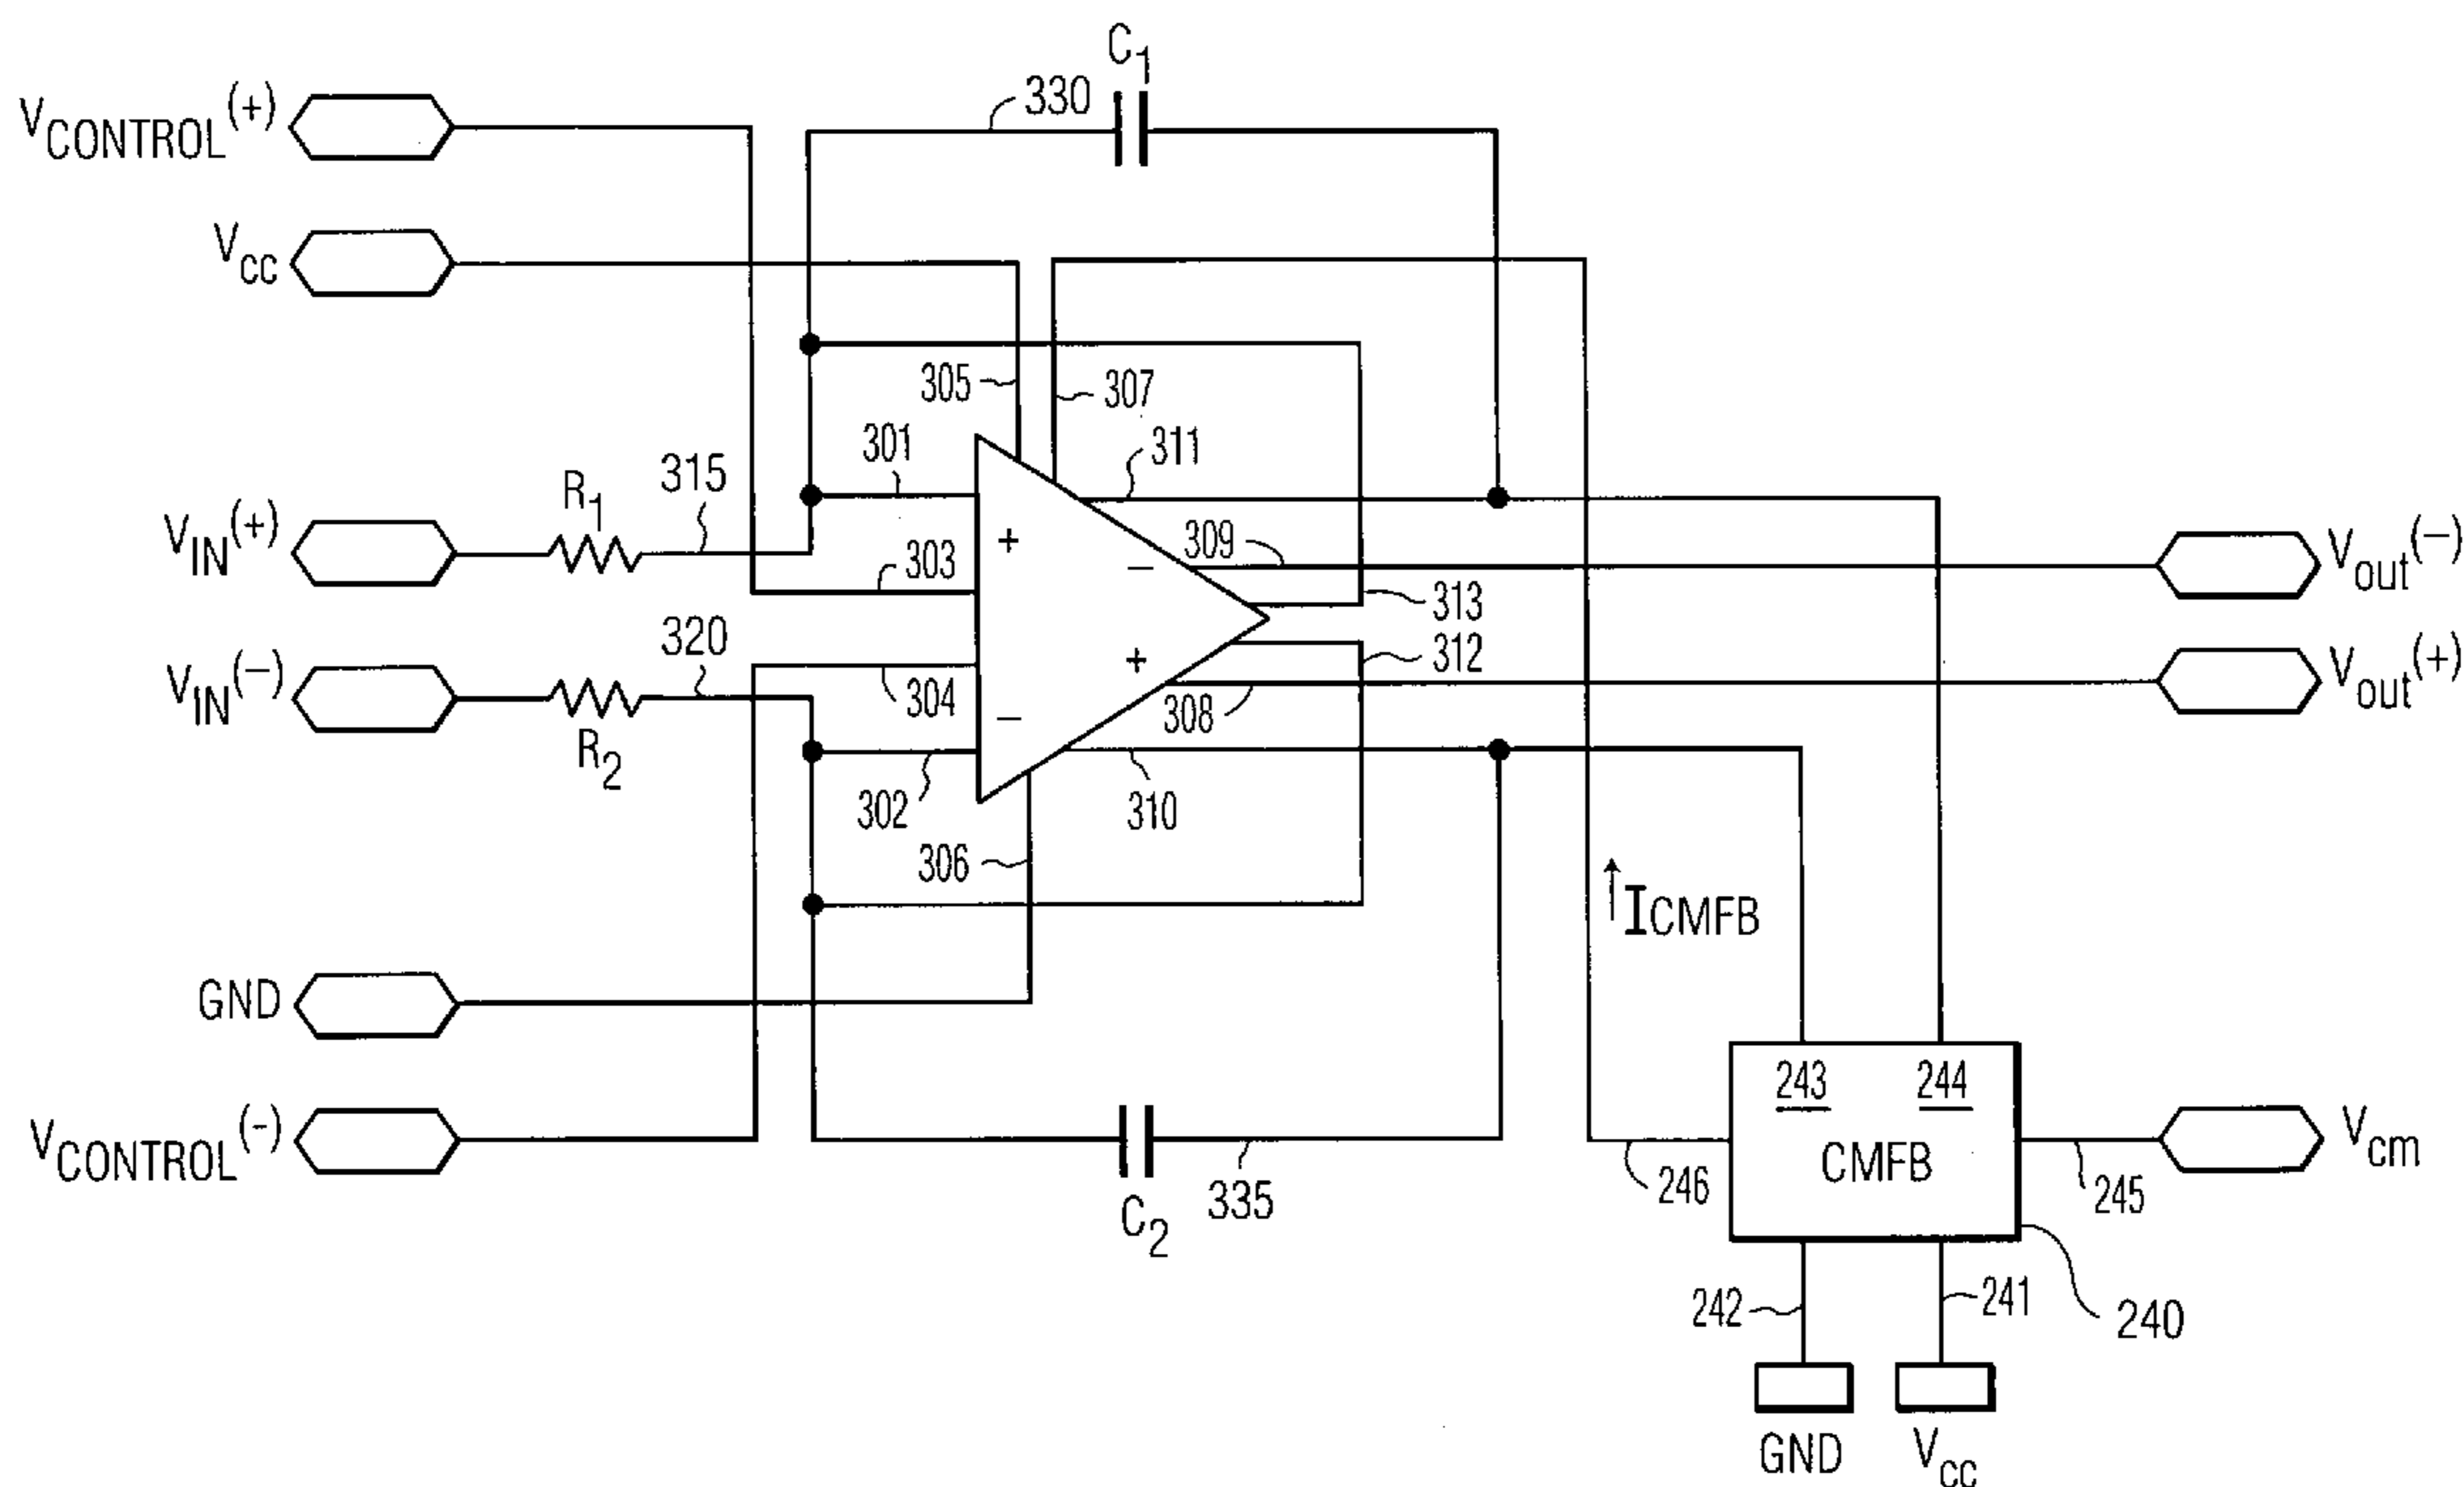 C1
330
VCONTROL(+)
Vcc
305
307
301
311
315
R1
VIN(+)
+
303
309
−
Vout(−)
313
320
VIN(−)
+
312
Vout(+)
304
308
R2
−
302
310
306
ICMFB
GND
243
244
VCONTROL(-)
CMFB
Vcm
246
245
335
C2
242
241
240
GND
Vcc